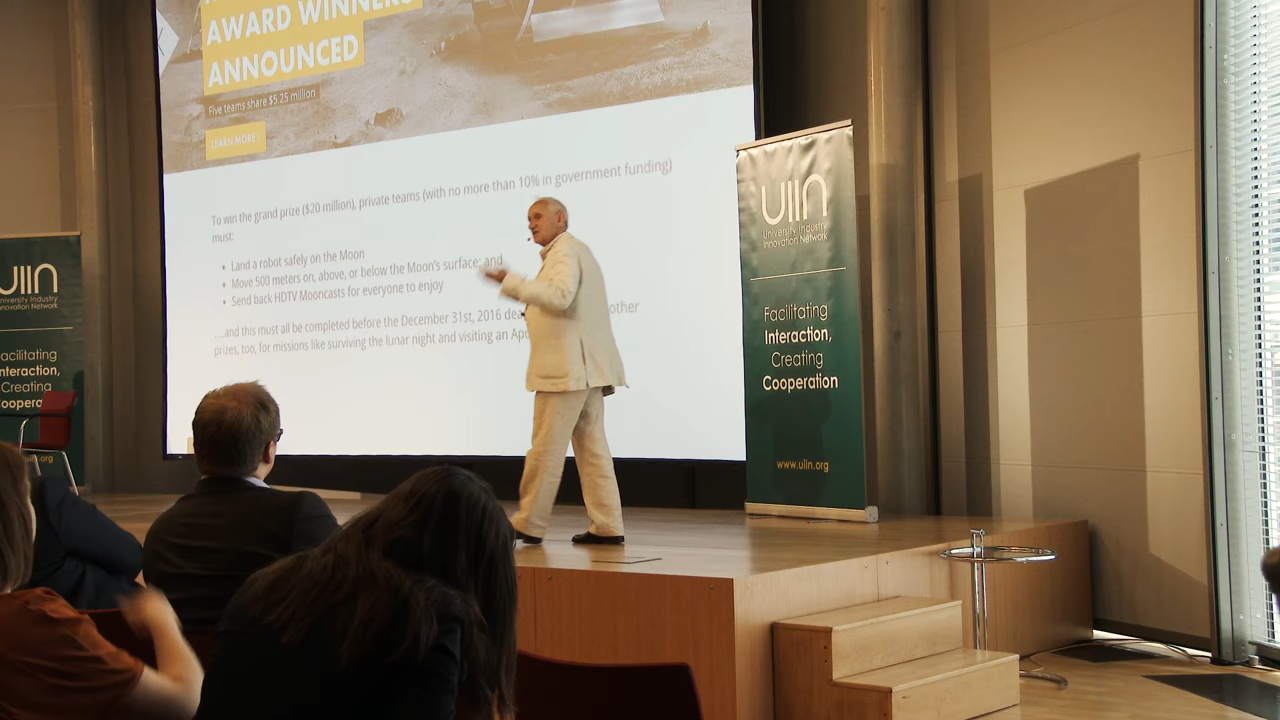 AWARD WINNERS
ANNOUNCED
Five teams share $5.25 million
LEARN MORE
To win the grand prize ($20 million), private teams (with no more than 10% in government funding)
must:
• Land a robot safely on the Moon
• Move 500 meters on, above, or below the Moon's surface; and
• Send back HDTV Mooncasts for everyone to enjoy
...and this must all be completed before the December 31st, 2016 dea other
prizes, too, for missions like surviving the lunar night and visiting an Apo
UIIN
University Industry
Innovation Network
Facilitating
Interaction,
Creating
Cooperation
www.uiin.org
UIIN
University Industry
Innovation Network
Facilitating
Interaction,
Creating
Coopera